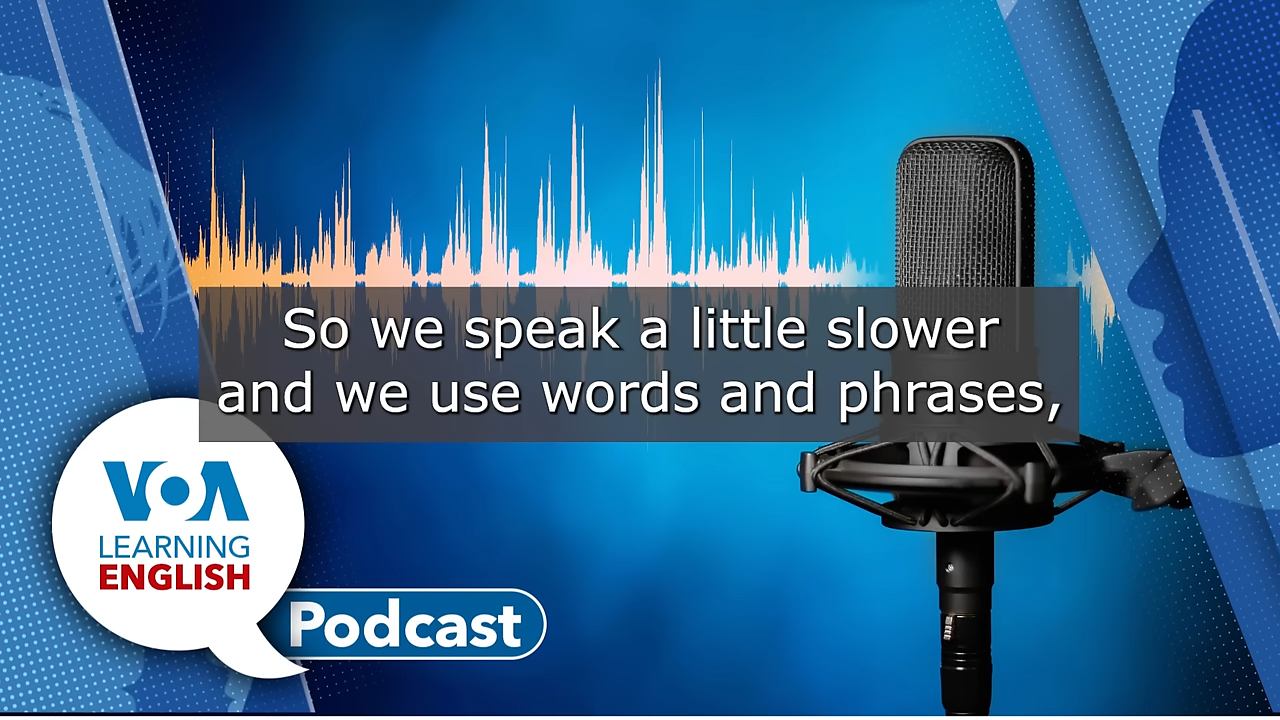 So we speak a little slower
and we use words and phrases,
VOA
LEARNING
ENGLISH
Podcast